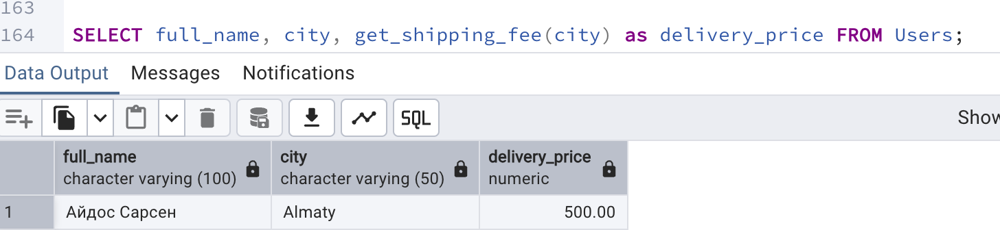 163
164 SELECT full_name, city, get_shipping_fee(city) as delivery_price FROM Users;
Data Output Messages Notifications
SQL
Show
full_name city delivery_price
character varying (100) character varying (50) numeric
1 Айдос Сарсен Almaty 500.00